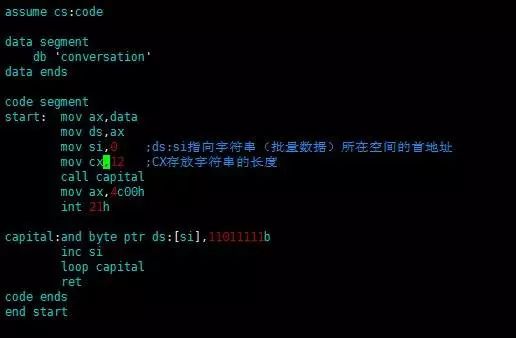 assume cs:code
data segment
db 'conversation'
data ends
code segment
start: mov ax,data
mov ds,ax
mov si,0 ;ds:si指向字符串（批量数据）所在空间的首地址
mov cx,12 ;CX存放字符串的长度
call capital
mov ax,4c00h
int 21h
capital:and byte ptr ds:[si],11011111b
inc si
loop capital
ret
code ends
end start